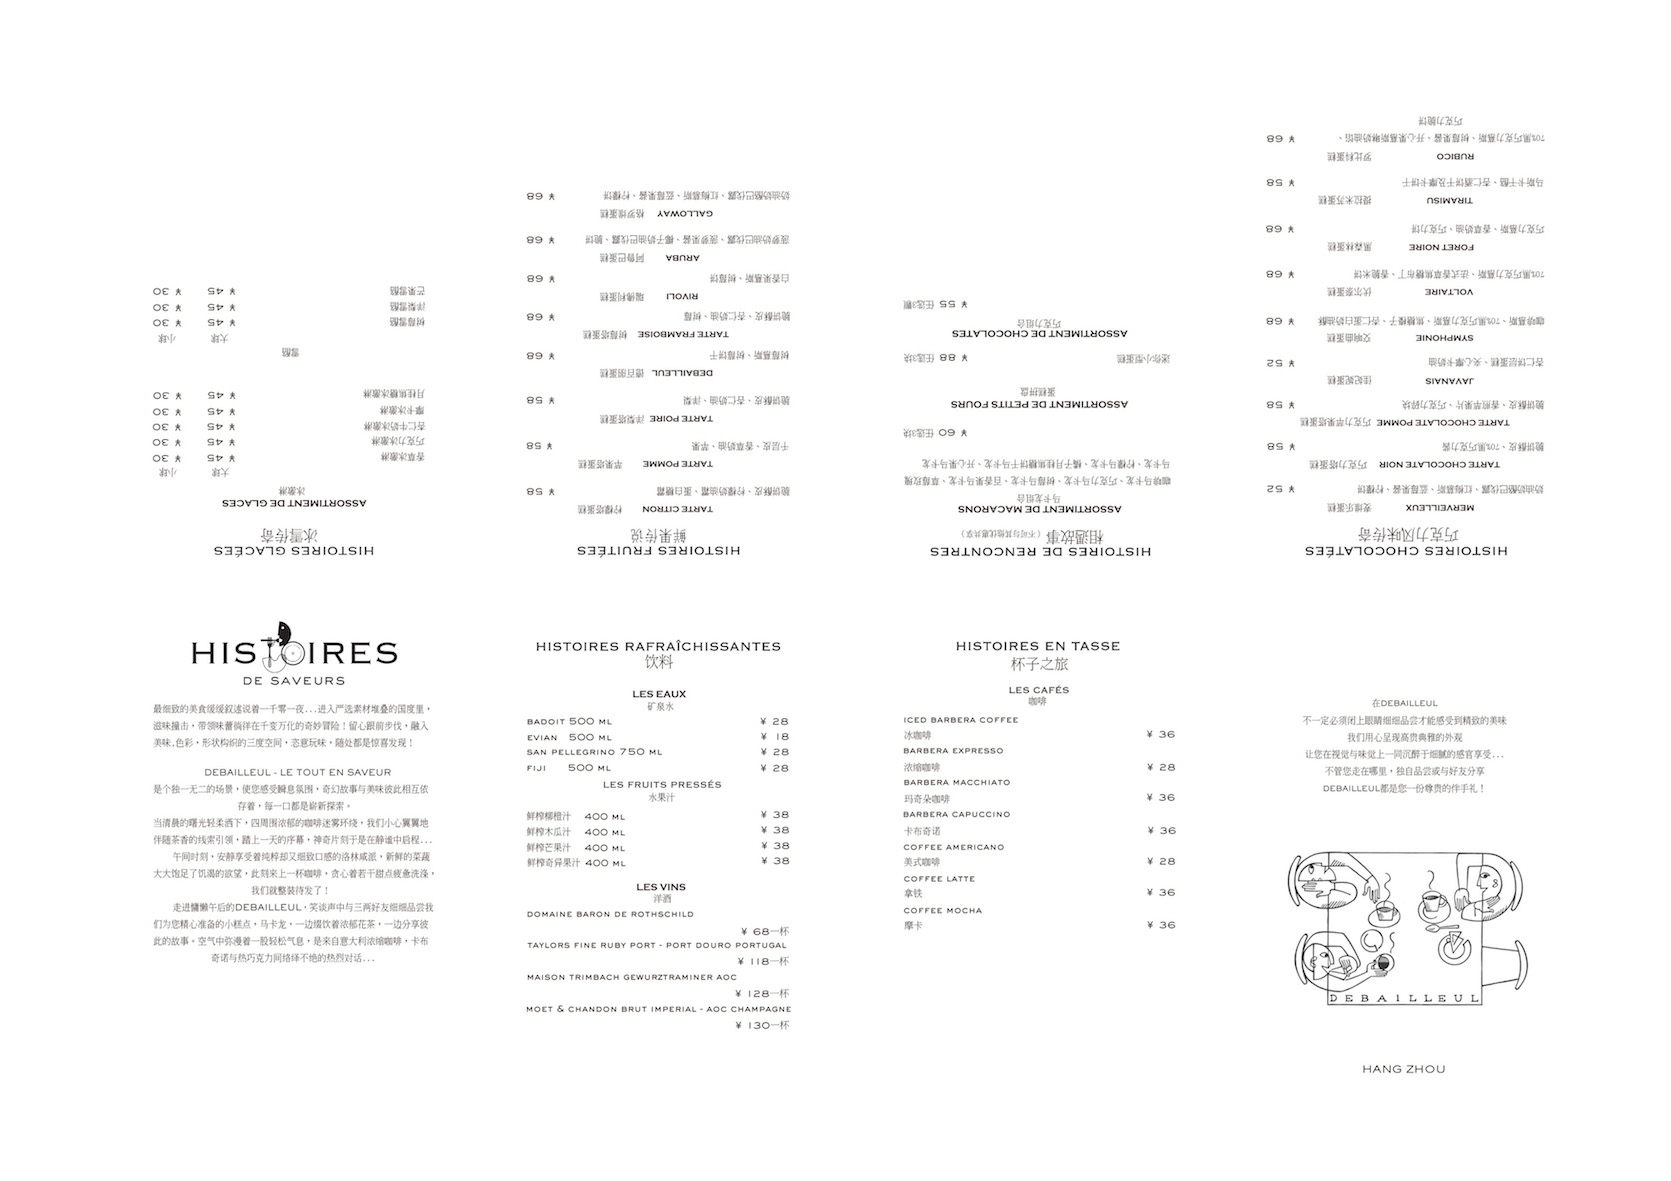 HISTOIRES
DE SAVEURS
最细致的美食缓缓叙述说着一千零一夜...进入严选素材堆叠的国度里,
滋味撞击,带领味蕾徜徉在千变万化的奇妙冒险!留心跟前步伐,融入
美味,色彩,形状构织的三度空间,恣意玩味,随处都是惊喜发现!
DEBAILLEUL - LE TOUT EN SAVEUR
是个独一无二的场景,使您感受瞬息氛围,奇幻故事与美味彼此相互依
存着,每一口都是崭新探索。
当清晨的曙光轻柔洒下,四周围浓郁的咖啡迷雾环绕,我们小心翼翼地
伴随茶香的线索引领,踏上一天的序幕,神奇片刻于是在静谧中启程...
午间时刻,安静享受着纯粹却又细致口感的洛林咸派,新鲜的菜蔬
大大饱足了饥渴的欲望,此刻来上一杯咖啡,贪心着若干甜点疲惫洗涤,
我们就整装待发了!
走进慵懒午后的DEBAILLEUL,笑谈声中与三两好友细细品尝我
们为您精心准备的小糕点,马卡龙,一边缀饮着浓郁花茶,一边分享彼
此的故事。空气中弥漫着一股轻松气息,是来自意大利浓缩咖啡,卡布
奇诺与热巧克力间络绎不绝的热烈对话...
HISTOIRES RAFRAÎCHISSANTES
饮料
LES EAUX
矿泉水
BADOIT 500 ML ¥ 28
EVIAN 500 ML ¥ 18
SAN PELLEGRINO 750 ML ¥ 28
FIJI 500 ML ¥ 28
LES FRUITS PRESSÉS
水果汁
鲜榨柳橙汁 400 ML ¥ 38
鲜榨木瓜汁 400 ML ¥ 38
鲜榨芒果汁 400 ML ¥ 38
鲜榨奇异果汁 400 ML ¥ 38
LES VINS
洋酒
DOMAINE BARON DE ROTHSCHILD
¥ 68一杯
TAYLORS FINE RUBY PORT - PORT DOURO PORTUGAL
¥ 118一杯
MAISON TRIMBACH GEWURZTRAMINER AOC
¥ 128一杯
MOET & CHANDON BRUT IMPERIAL - AOC CHAMPAGNE
¥ 130一杯
HISTOIRES EN TASSE
杯子之旅
LES CAFÉS
咖啡
ICED BARBERA COFFEE
冰咖啡 ¥ 36
BARBERA EXPRESSO
浓缩咖啡 ¥ 28
BARBERA MACCHIATO
玛奇朵咖啡 ¥ 36
BARBERA CAPUCCINO
卡布奇诺 ¥ 36
COFFEE AMERICANO
美式咖啡 ¥ 28
COFFEE LATTE
拿铁 ¥ 36
COFFEE MOCHA
摩卡 ¥ 36
在DEBAILLEUL
不一定必须闭上眼睛细细品尝才能感受到精致的美味
我们用心呈现高贵典雅的外观
让您在视觉与味觉上一同沉醉于细腻的感官享受...
不管您走在哪里,独自品尝或与好友分享
DEBAILLEUL都是您一份尊贵的伴手礼!
DEBAILLEUL
HANG ZHOU
HISTOIRES CHOCOLATÉES
巧克力风味传奇
MERVEILLEUX 麦维乐蛋糕
奶油奶酪巴伐露、红梅慕斯、蓝莓果酱、柠檬饼 ¥ 52
TARTE CHOCOLATE NOIR 巧克力塔蛋糕
脆酥皮、70%黑巧克力酱 ¥ 58
TARTE CHOCOLATE POMME 巧克力苹果塔蛋糕
脆酥皮、香煎苹果片、巧克力碎块 ¥ 58
JAVANAIS 佳妃妮蛋糕
杏仁饼层蛋糕、夹心摩卡奶油 ¥ 52
SYMPHONIE 交响曲蛋糕
咖啡慕斯、70%黑巧克力慕斯、焦糖榛子、杏仁蛋白奶油酥 ¥ 68
VOLTAIRE 伏尔泰蛋糕
70%黑巧克力慕斯、法式香草焦糖布丁、香脆米饼 ¥ 68
FORET NOIRE 黑森林蛋糕
巧克力慕斯、香草奶油、巧克力饼 ¥ 68
TIRAMISU 提拉米苏蛋糕
马斯卡干酪、杏仁酒饼干及摩卡饼干 ¥ 58
RUBICO 罗比科蛋糕
70%黑巧克力慕斯、树莓果酱、开心果慕斯啉奶油馅、 ¥ 68
巧克力脆饼
HISTOIRES DE RENCONTRES
相遇故事(不可与其他优惠共享)
ASSORTIMENT DE MACARONS
马卡龙组合
咖啡马卡龙、巧克力马卡龙、树莓马卡龙、百香果马卡龙、草莓玫瑰
马卡龙、柠檬马卡龙、橘子月桂焦糖饼干马卡龙、开心果马卡龙
¥ 60 任选3块
ASSORTIMENT DE PETITS FOURS
蛋糕拼盘
迷你小型蛋糕 ¥ 88 任选3块
ASSORTIMENT DE CHOCOLATES
巧克力组合
¥ 55 任选3颗
HISTOIRES FRUITÉES
鲜果传说
TARTE CITRON 柠檬塔蛋糕
脆酥皮、柠檬奶油霜、蛋白糖霜 ¥ 58
TARTE POMME 苹果塔蛋糕
千层皮、香草奶油、苹果 ¥ 58
TARTE POIRE 洋梨塔蛋糕
脆酥皮、杏仁奶油、洋梨 ¥ 58
DEBAILLEUL 德百丽蛋糕
树莓慕斯、树莓饼干 ¥ 68
TARTE FRAMBOISE 树莓塔蛋糕
脆酥皮、杏仁奶油、树莓 ¥ 68
RIVOLI 瑞佛利蛋糕
百香果慕斯、树莓饼 ¥ 68
ARUBA 阿鲁巴蛋糕
菠萝奶油巴伐露、菠萝果酱、椰子奶油巴伐露、脆饼 ¥ 68
GALLOWAY 格罗维蛋糕
奶油奶酪巴伐露、红梅慕斯、蓝莓果酱、柠檬饼 ¥ 68
HISTOIRES GLACÉES
冰雪传奇
ASSORTIMENT DE GLACES
冰激淋
大球 小球
香草冰激淋 ¥ 45 ¥ 30
巧克力冰激淋 ¥ 45 ¥ 30
杏仁牛奶冰激淋 ¥ 45 ¥ 30
摩卡冰激淋 ¥ 45 ¥ 30
月桂焦糖冰激淋 ¥ 45 ¥ 30
雪酪
大球 小球
树莓雪酪 ¥ 45 ¥ 30
洋梨雪酪 ¥ 45 ¥ 30
芒果雪酪 ¥ 45 ¥ 30